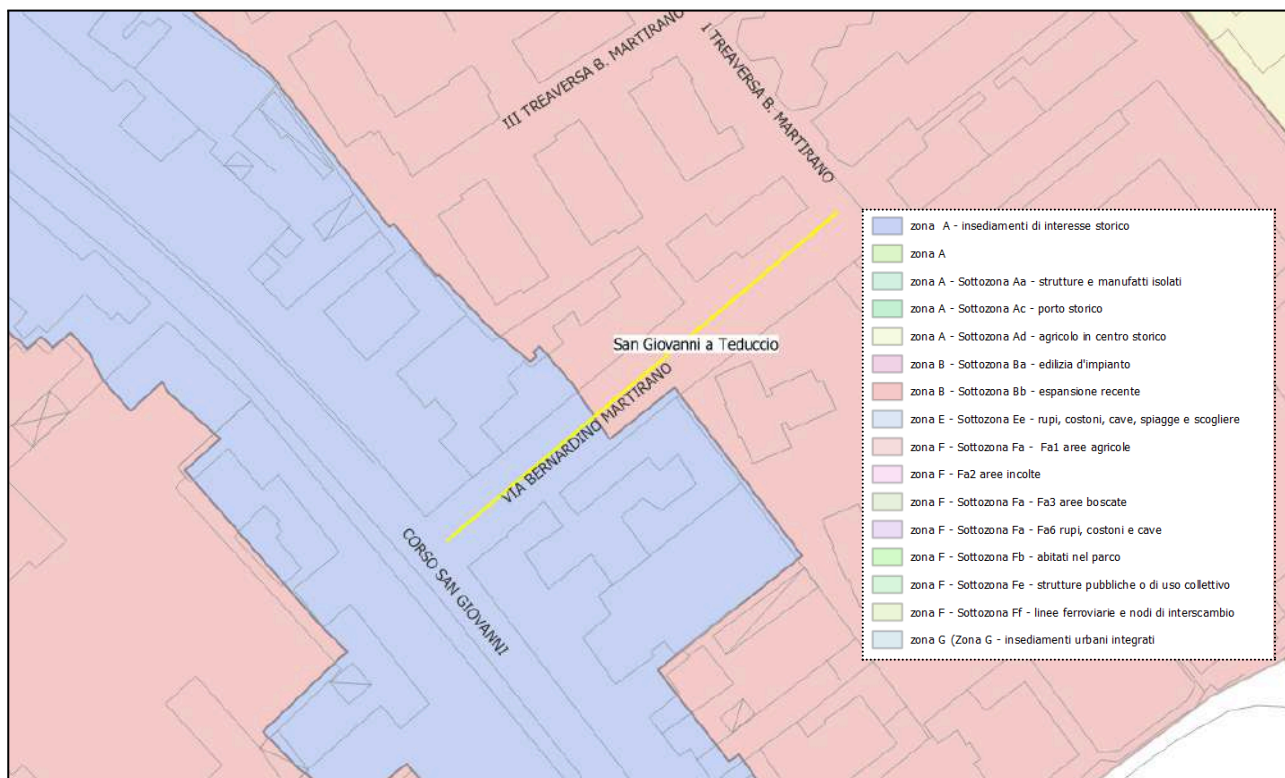 III TREAVERSA B. MARTIRANO
I TREAVERSA B. MARTIRANO
San Giovanni a Teduccio
VIA BERNARDINO MARTIRANO
CORSO SAN GIOVANNI
zona A - insediamenti di interesse storico
zona A
zona A - Sottozona Aa - strutture e manufatti isolati
zona A - Sottozona Ac - porto storico
zona A - Sottozona Ad - agricolo in centro storico
zona B - Sottozona Ba - edilizia d'impianto
zona B - Sottozona Bb - espansione recente
zona E - Sottozona Ee - rupi, costoni, cave, spiagge e scogliere
zona F - Sottozona Fa - Fa1 aree agricole
zona F - Fa2 aree incolte
zona F - Sottozona Fa - Fa3 aree boscate
zona F - Sottozona Fa - Fa6 rupi, costoni e cave
zona F - Sottozona Fb - abitati nel parco
zona F - Sottozona Fe - strutture pubbliche o di uso collettivo
zona F - Sottozona Ff - linee ferroviarie e nodi di interscambio
zona G (Zona G - insediamenti urbani integrati